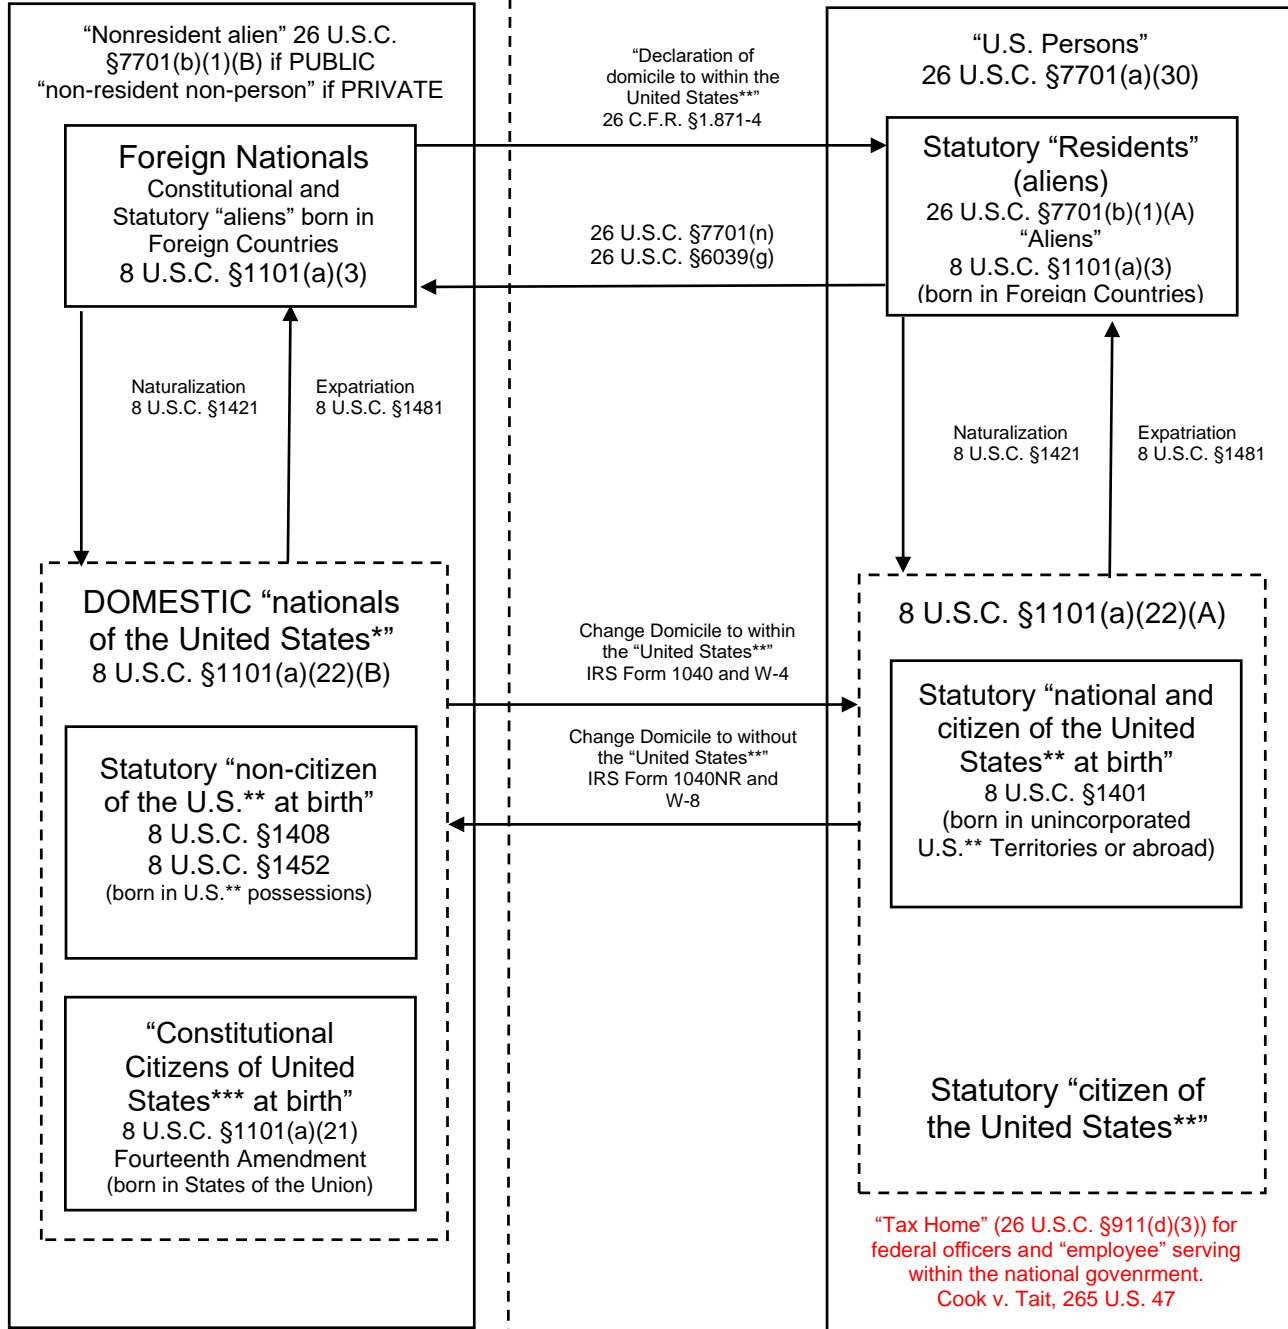 “Nonresident alien” 26 U.S.C.
§7701(b)(1)(B) if PUBLIC
“non-resident non-person” if PRIVATE
Foreign Nationals
Constitutional and
Statutory “aliens” born in
Foreign Countries
8 U.S.C. §1101(a)(3)
“Declaration of
domicile to within the
United States**”
26 C.F.R. §1.871-4
26 U.S.C. §7701(n)
26 U.S.C. §6039(g)
“U.S. Persons”
26 U.S.C. §7701(a)(30)
Statutory “Residents”
(aliens)
26 U.S.C. §7701(b)(1)(A)
“Aliens”
8 U.S.C. §1101(a)(3)
(born in Foreign Countries)
Naturalization
8 U.S.C. §1421
Expatriation
8 U.S.C. §1481
Naturalization
8 U.S.C. §1421
Expatriation
8 U.S.C. §1481
DOMESTIC “nationals
of the United States*”
8 U.S.C. §1101(a)(22)(B)
Statutory “non-citizen
of the U.S.** at birth”
8 U.S.C. §1408
8 U.S.C. §1452
(born in U.S.** possessions)
“Constitutional
Citizens of United
States*** at birth”
8 U.S.C. §1101(a)(21)
Fourteenth Amendment
(born in States of the Union)
Change Domicile to within
the “United States**”
IRS Form 1040 and W-4
Change Domicile to without
the “United States**”
IRS Form 1040NR and
W-8
8 U.S.C. §1101(a)(22)(A)
Statutory “national and
citizen of the United
States** at birth”
8 U.S.C. §1401
(born in unincorporated
U.S.** Territories or abroad)
Statutory “citizen of
the United States**”
“Tax Home” (26 U.S.C. §911(d)(3)) for
federal officers and “employee” serving
within the national govenrment.
Cook v. Tait, 265 U.S. 47